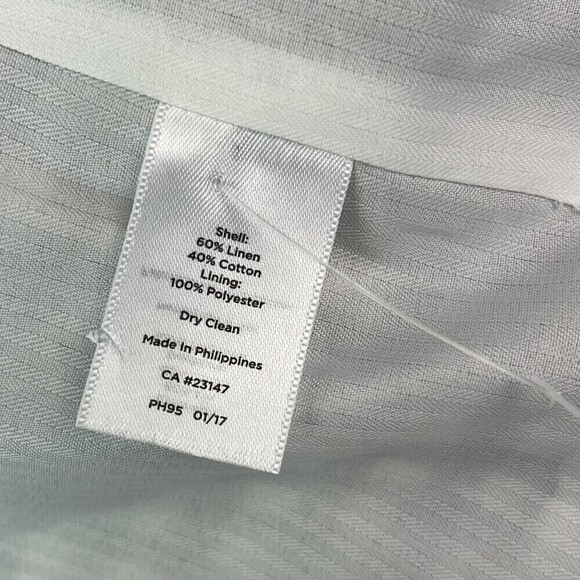 Shell:
60% Linen
40% Cotton
Lining:
100% Polyester
Dry Clean
Made In Philippines
CA #23147
PH95 01/17